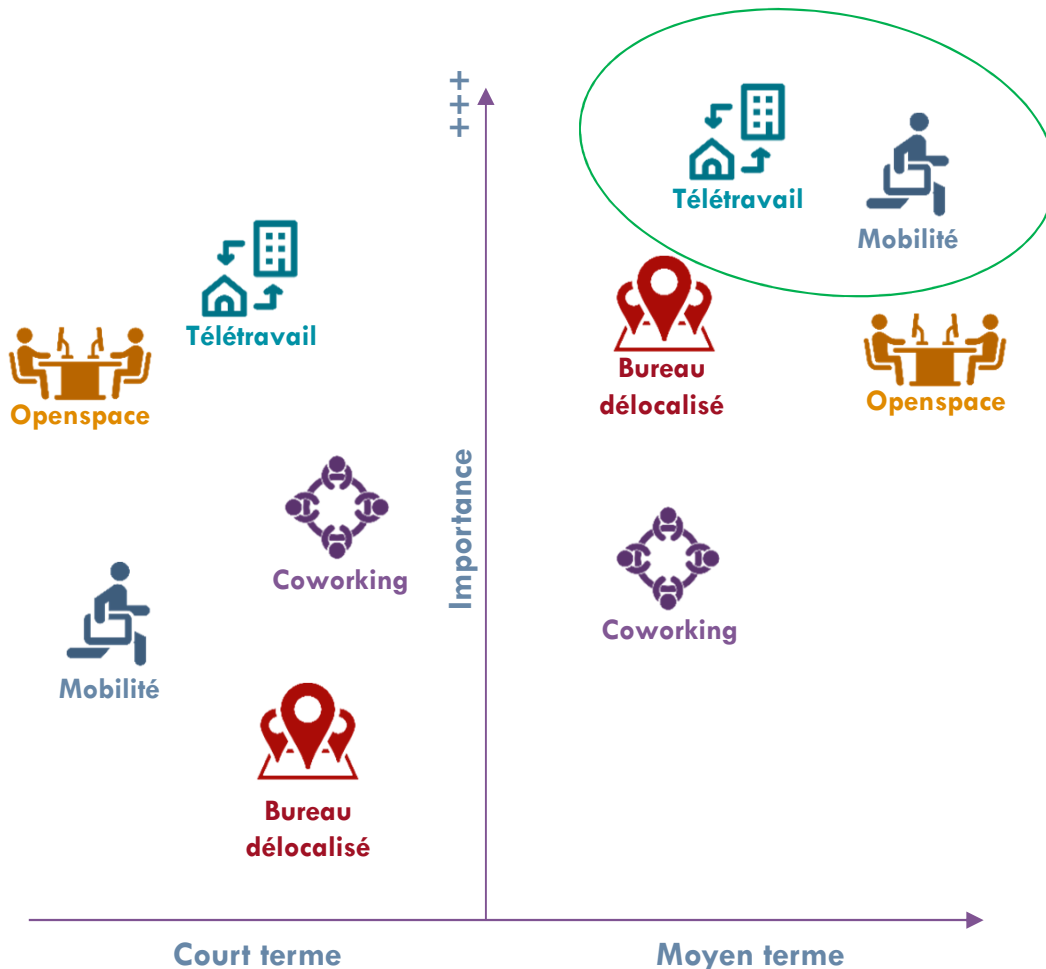 +++
Télétravail
Mobilité
Télétravail
Openspace
Bureau
délocalisé
Openspace
Importance
Coworking
Coworking
Mobilité
Bureau
délocalisé
Court terme
Moyen terme